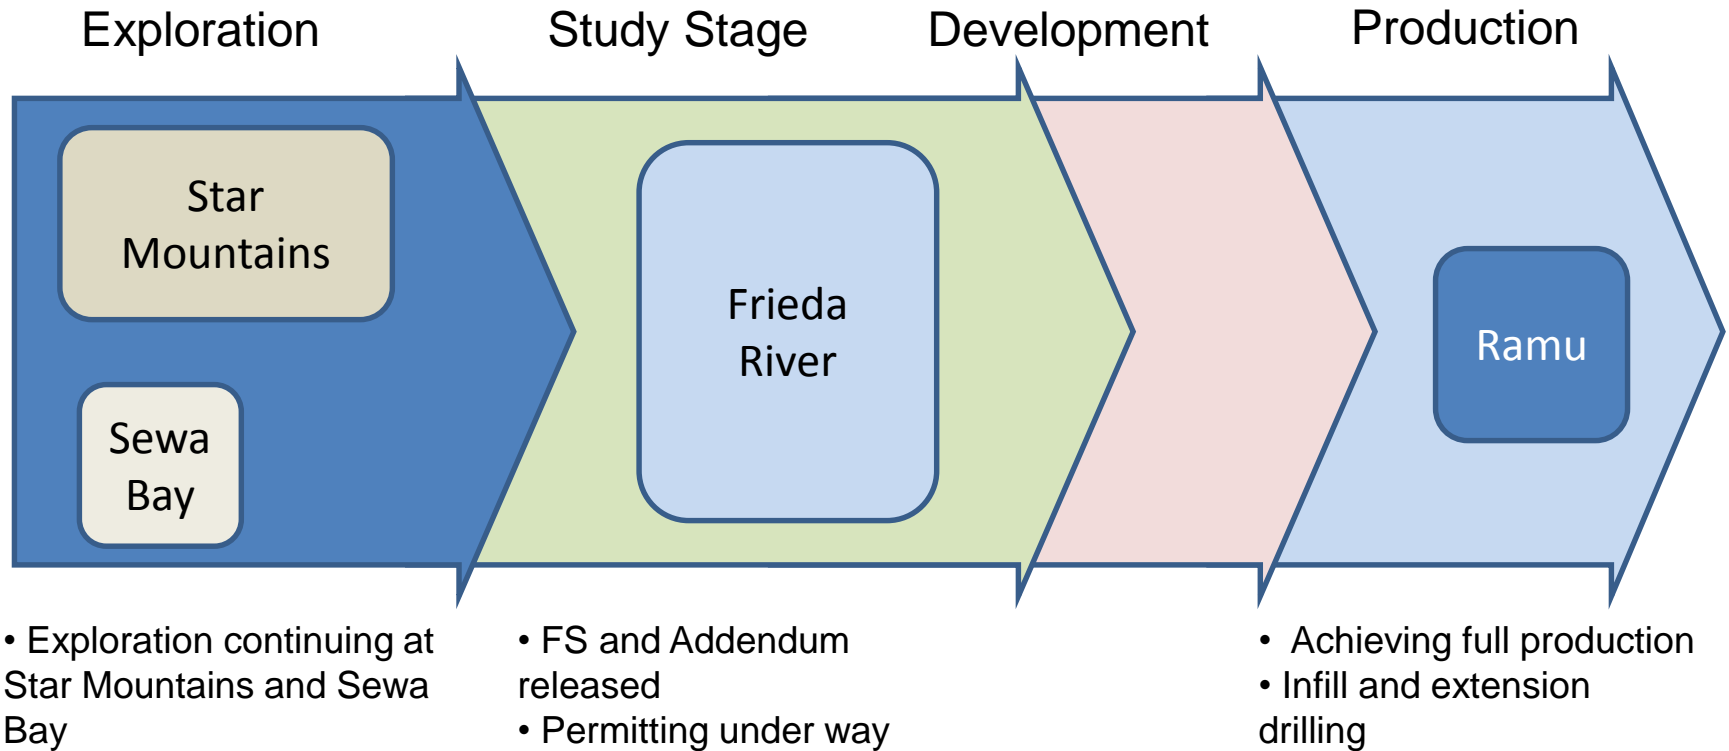 Exploration
Study Stage
Development
Production
Star
Mountains
Sewa
Bay
Frieda
River
Ramu
• Exploration continuing at
Star Mountains and Sewa
Bay
• FS and Addendum
released
• Permitting under way
• Achieving full production
• Infill and extension
drilling